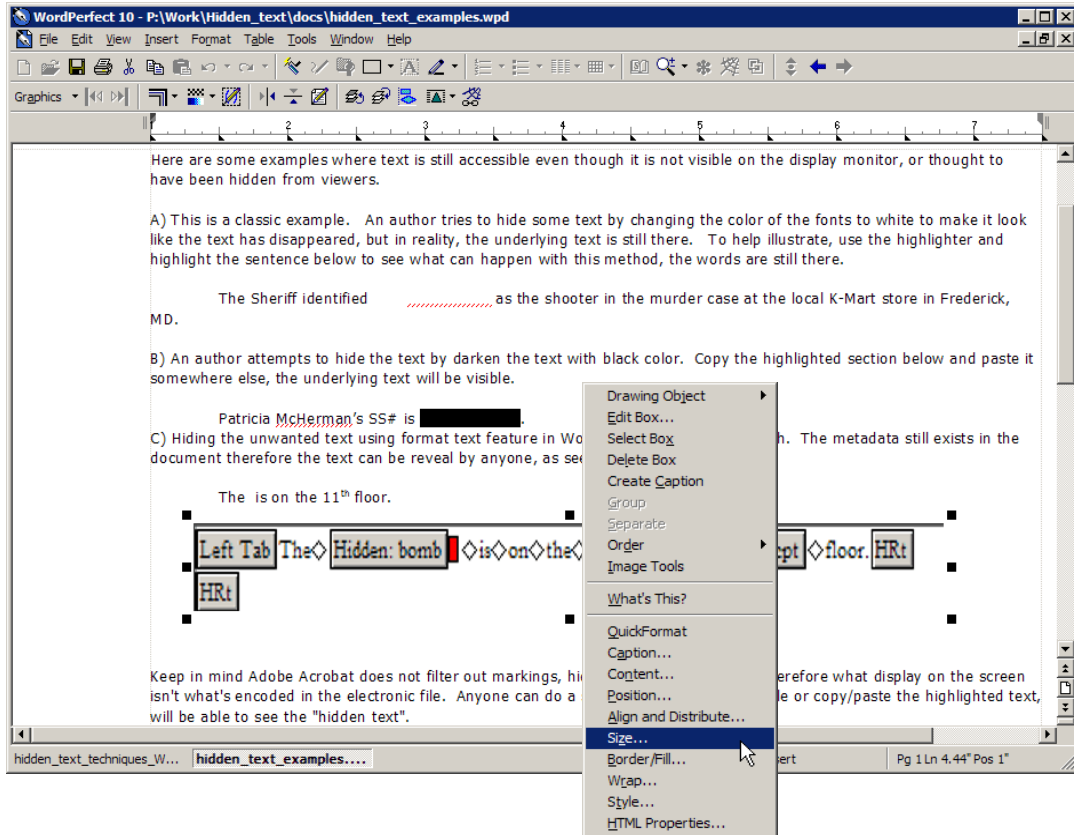 WordPerfect 10 - P:\Work\Hidden_text\docs\hidden_text_examples.wpd
File Edit View Insert Format Table Tools Window Help
Graphics
2 3 4 5 6 7
Here are some examples where text is still accessible even though it is not visible on the display monitor, or thought to
have been hidden from viewers.
A) This is a classic example. An author tries to hide some text by changing the color of the fonts to white to make it look
like the text has disappeared, but in reality, the underlying text is still there. To help illustrate, use the highlighter and
highlight the sentence below to see what can happen with this method, the words are still there.
The Sheriff identified as the shooter in the murder case at the local K-Mart store in Frederick,
MD.
B) An author attempts to hide the text by darken the text with black color. Copy the highlighted section below and paste it
somewhere else, the underlying text will be visible.
Patricia McHerman's SS# is .
C) Hiding the unwanted text using format text feature in Wo h. The metadata still exists in the
document therefore the text can be reveal by anyone, as see
The is on the 11th floor.
Left Tab The◇ Hidden: bomb ◇is◇on◇the◇ cpt ◇floor. HRt
HRt
Keep in mind Adobe Acrobat does not filter out markings, hi erefore what display on the screen
isn't what's encoded in the electronic file. Anyone can do a s le or copy/paste the highlighted text,
will be able to see the "hidden text".
Drawing Object
Edit Box...
Select Box
Delete Box
Create Caption
Group
Separate
Order
Image Tools
What's This?
QuickFormat
Caption...
Content...
Position...
Align and Distribute...
Size...
Border/Fill...
Wrap...
Style...
HTML Properties...
hidden_text_techniques_W... hidden_text_examples.... ert Pg 1 Ln 4.44" Pos 1"